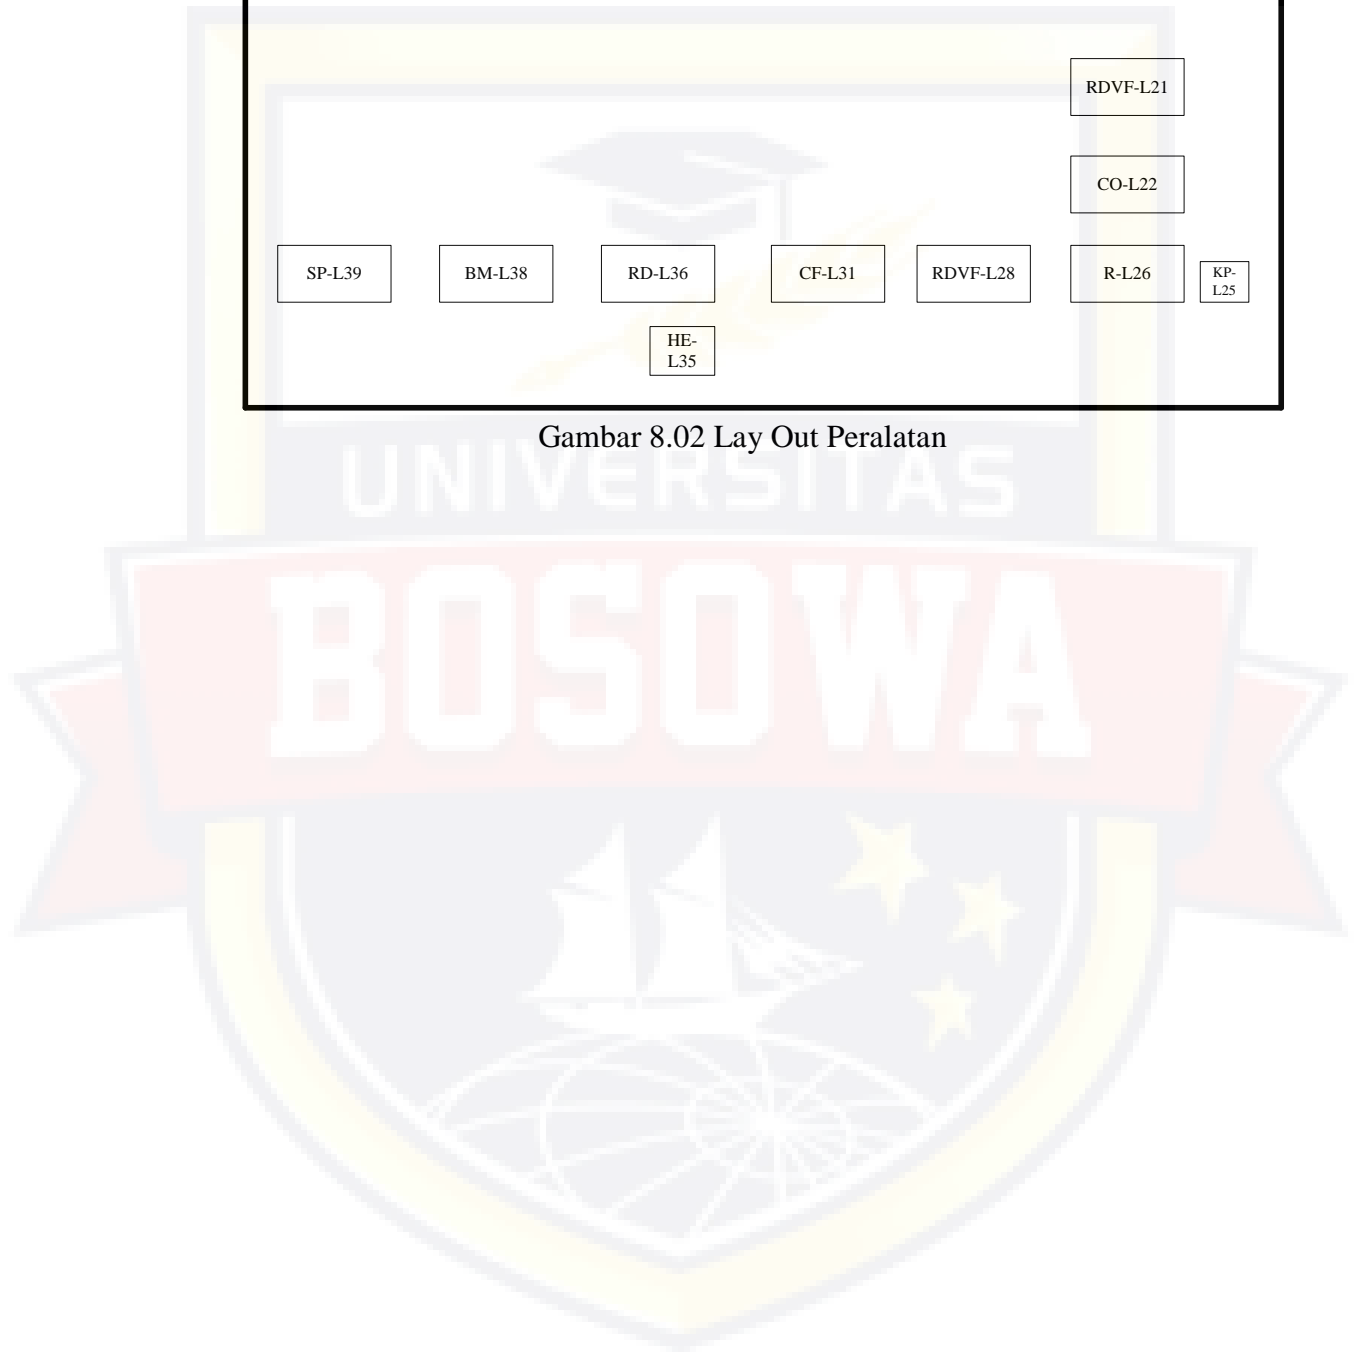 RDVF-L21
CO-L22
SP-L39 BM-L38 RD-L36 CF-L31 RDVF-L28 R-L26 KP-
L25
HE-
L35
Gambar 8.02 Lay Out Peralatan
UNIVERSITAS
BOSOWA